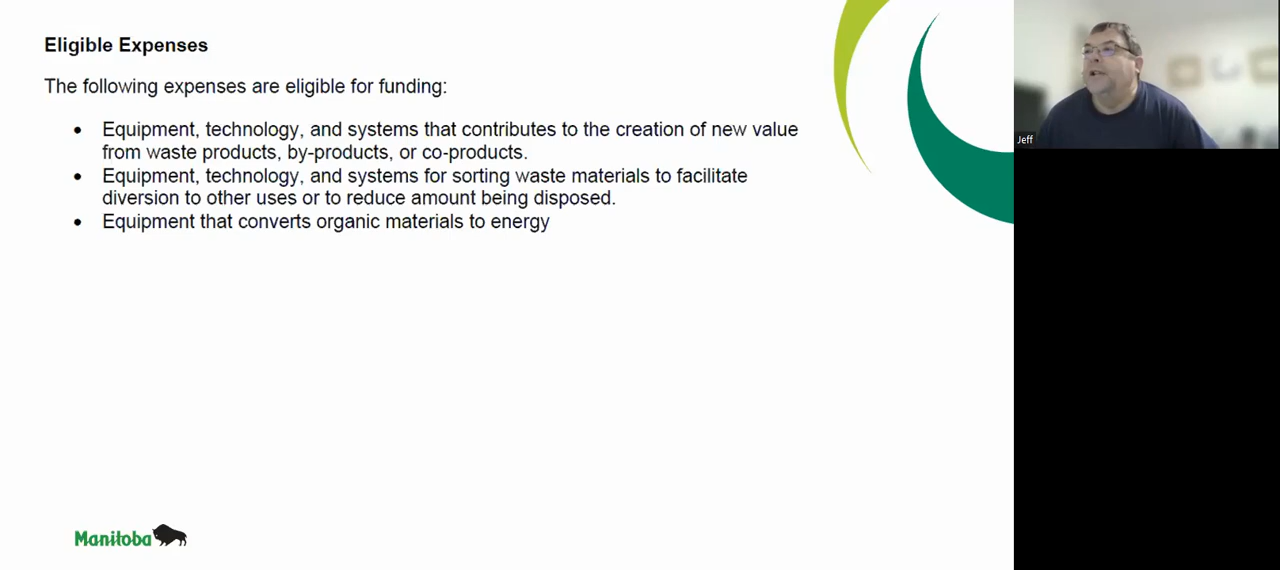 Eligible Expenses
The following expenses are eligible for funding:
• Equipment, technology, and systems that contributes to the creation of new value
from waste products, by-products, or co-products.
• Equipment, technology, and systems for sorting waste materials to facilitate
diversion to other uses or to reduce amount being disposed.
• Equipment that converts organic materials to energy
Manitoba
Jeff